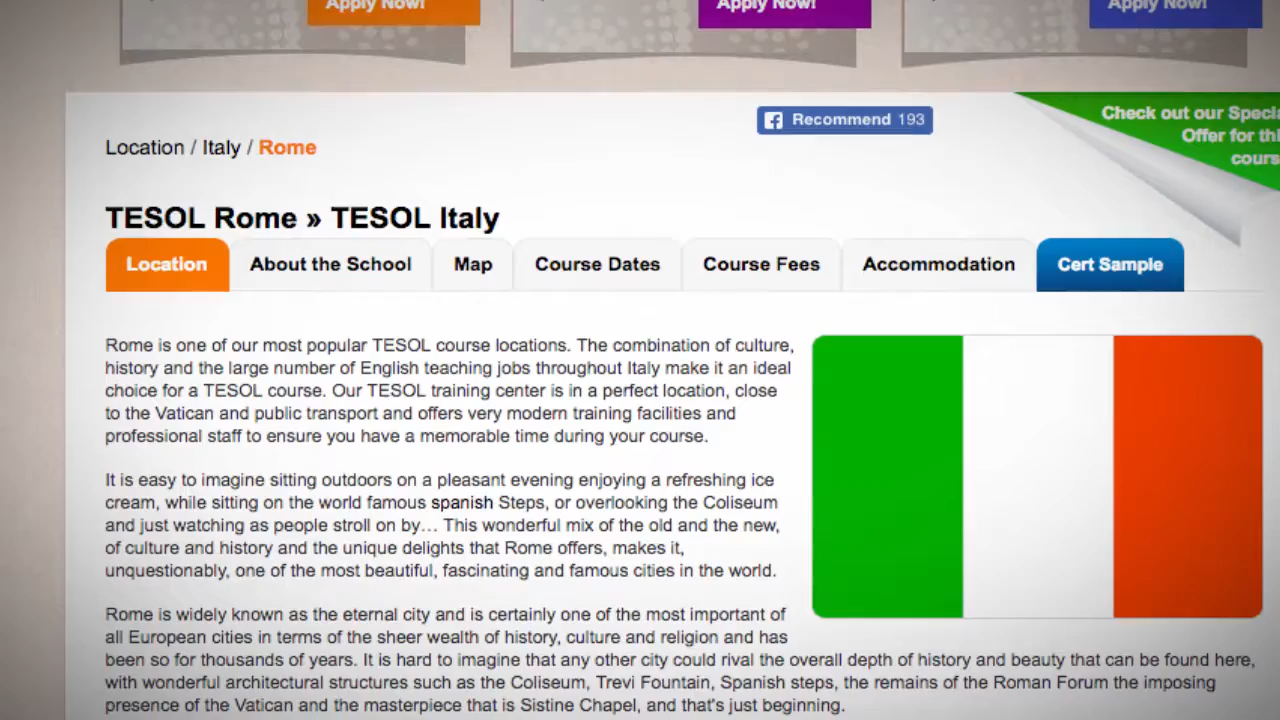 Apply Now!
Apply Now!
Apply Now!
Recommend 193
Check out our Specia
Offer for thi
cours
Location / Italy / Rome
TESOL Rome » TESOL Italy
Location
About the School
Map
Course Dates
Course Fees
Accommodation
Cert Sample
Rome is one of our most popular TESOL course locations. The combination of culture,
history and the large number of English teaching jobs throughout Italy make it an ideal
choice for a TESOL course. Our TESOL training center is in a perfect location, close
to the Vatican and public transport and offers very modern training facilities and
professional staff to ensure you have a memorable time during your course.
It is easy to imagine sitting outdoors on a pleasant evening enjoying a refreshing ice
cream, while sitting on the world famous spanish Steps, or overlooking the Coliseum
and just watching as people stroll on by... This wonderful mix of the old and the new,
of culture and history and the unique delights that Rome offers, makes it,
unquestionably, one of the most beautiful, fascinating and famous cities in the world.
Rome is widely known as the eternal city and is certainly one of the most important of
all European cities in terms of the sheer wealth of history, culture and religion and has
been so for thousands of years. It is hard to imagine that any other city could rival the overall depth of history and beauty that can be found here,
with wonderful architectural structures such as the Coliseum, Trevi Fountain, Spanish steps, the remains of the Roman Forum the imposing
presence of the Vatican and the masterpiece that is Sistine Chapel, and that's just beginning.